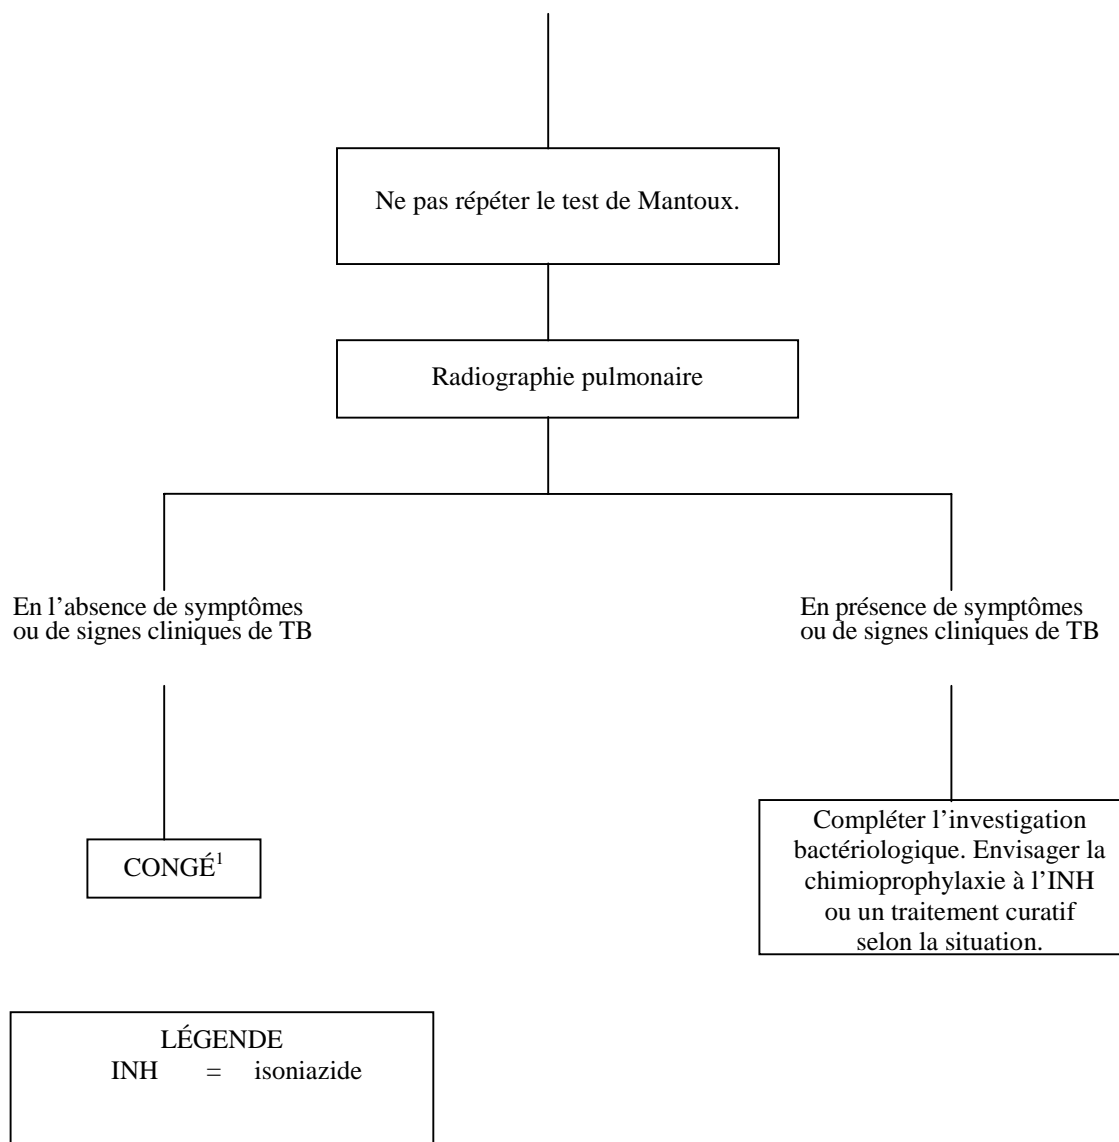 Ne pas répéter le test de Mantoux.
Radiographie pulmonaire
En l'absence de symptômes
ou de signes cliniques de TB
En présence de symptômes
ou de signes cliniques de TB
CONGÉ¹
Compléter l'investigation
bactériologique. Envisager la
chimioprophylaxie à l'INH
ou un traitement curatif
selon la situation.
LÉGENDE
INH = isoniazide